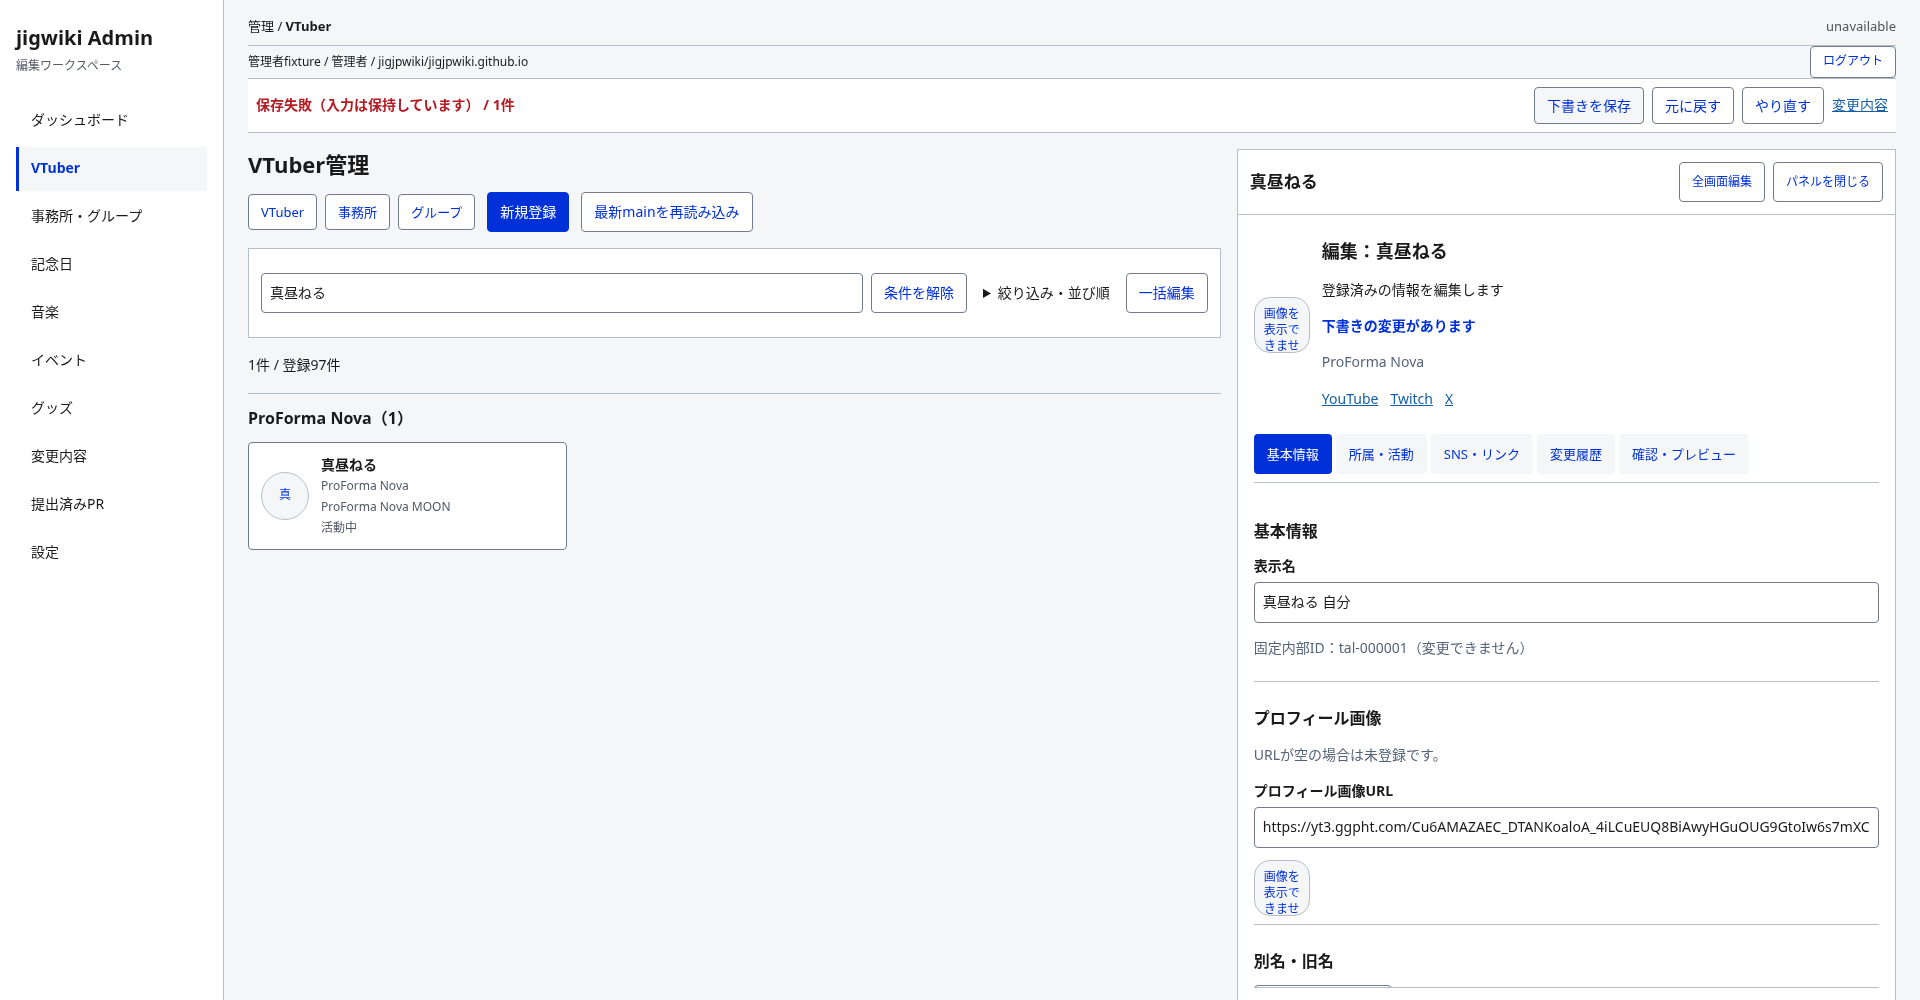 jigwiki Admin
編集ワークスペース
ダッシュボード
VTuber
事務所・グループ
記念日
音楽
イベント
グッズ
変更内容
提出済みPR
設定
管理 / VTuber
unavailable
管理者fixture / 管理者 / jigjpwiki/jigjpwiki.github.io
ログアウト
保存失敗（入力は保持しています） / 1件
下書きを保存
元に戻す
やり直す
変更内容
VTuber管理
VTuber
事務所
グループ
新規登録
最新mainを再読み込み
真昼ねる
条件を解除
▶ 絞り込み・並び順
一括編集
1件 / 登録97件
ProForma Nova（1）
真
真昼ねる
ProForma Nova
ProForma Nova MOON
活動中
真昼ねる
全画面編集
パネルを閉じる
画像を
表示で
きませ
編集：真昼ねる
登録済みの情報を編集します
下書きの変更があります
ProForma Nova
YouTube Twitch X
基本情報
所属・活動
SNS・リンク
変更履歴
確認・プレビュー
基本情報
表示名
真昼ねる 自分
固定内部ID：tal-000001（変更できません）
プロフィール画像
URLが空の場合は未登録です。
プロフィール画像URL
https://yt3.ggpht.com/Cu6AMAZAEC_DTANKoaloA_4iLCuEUQ8BiAwyHGuOUG9GtoIw6s7mXC
画像を
表示で
きませ
別名・旧名